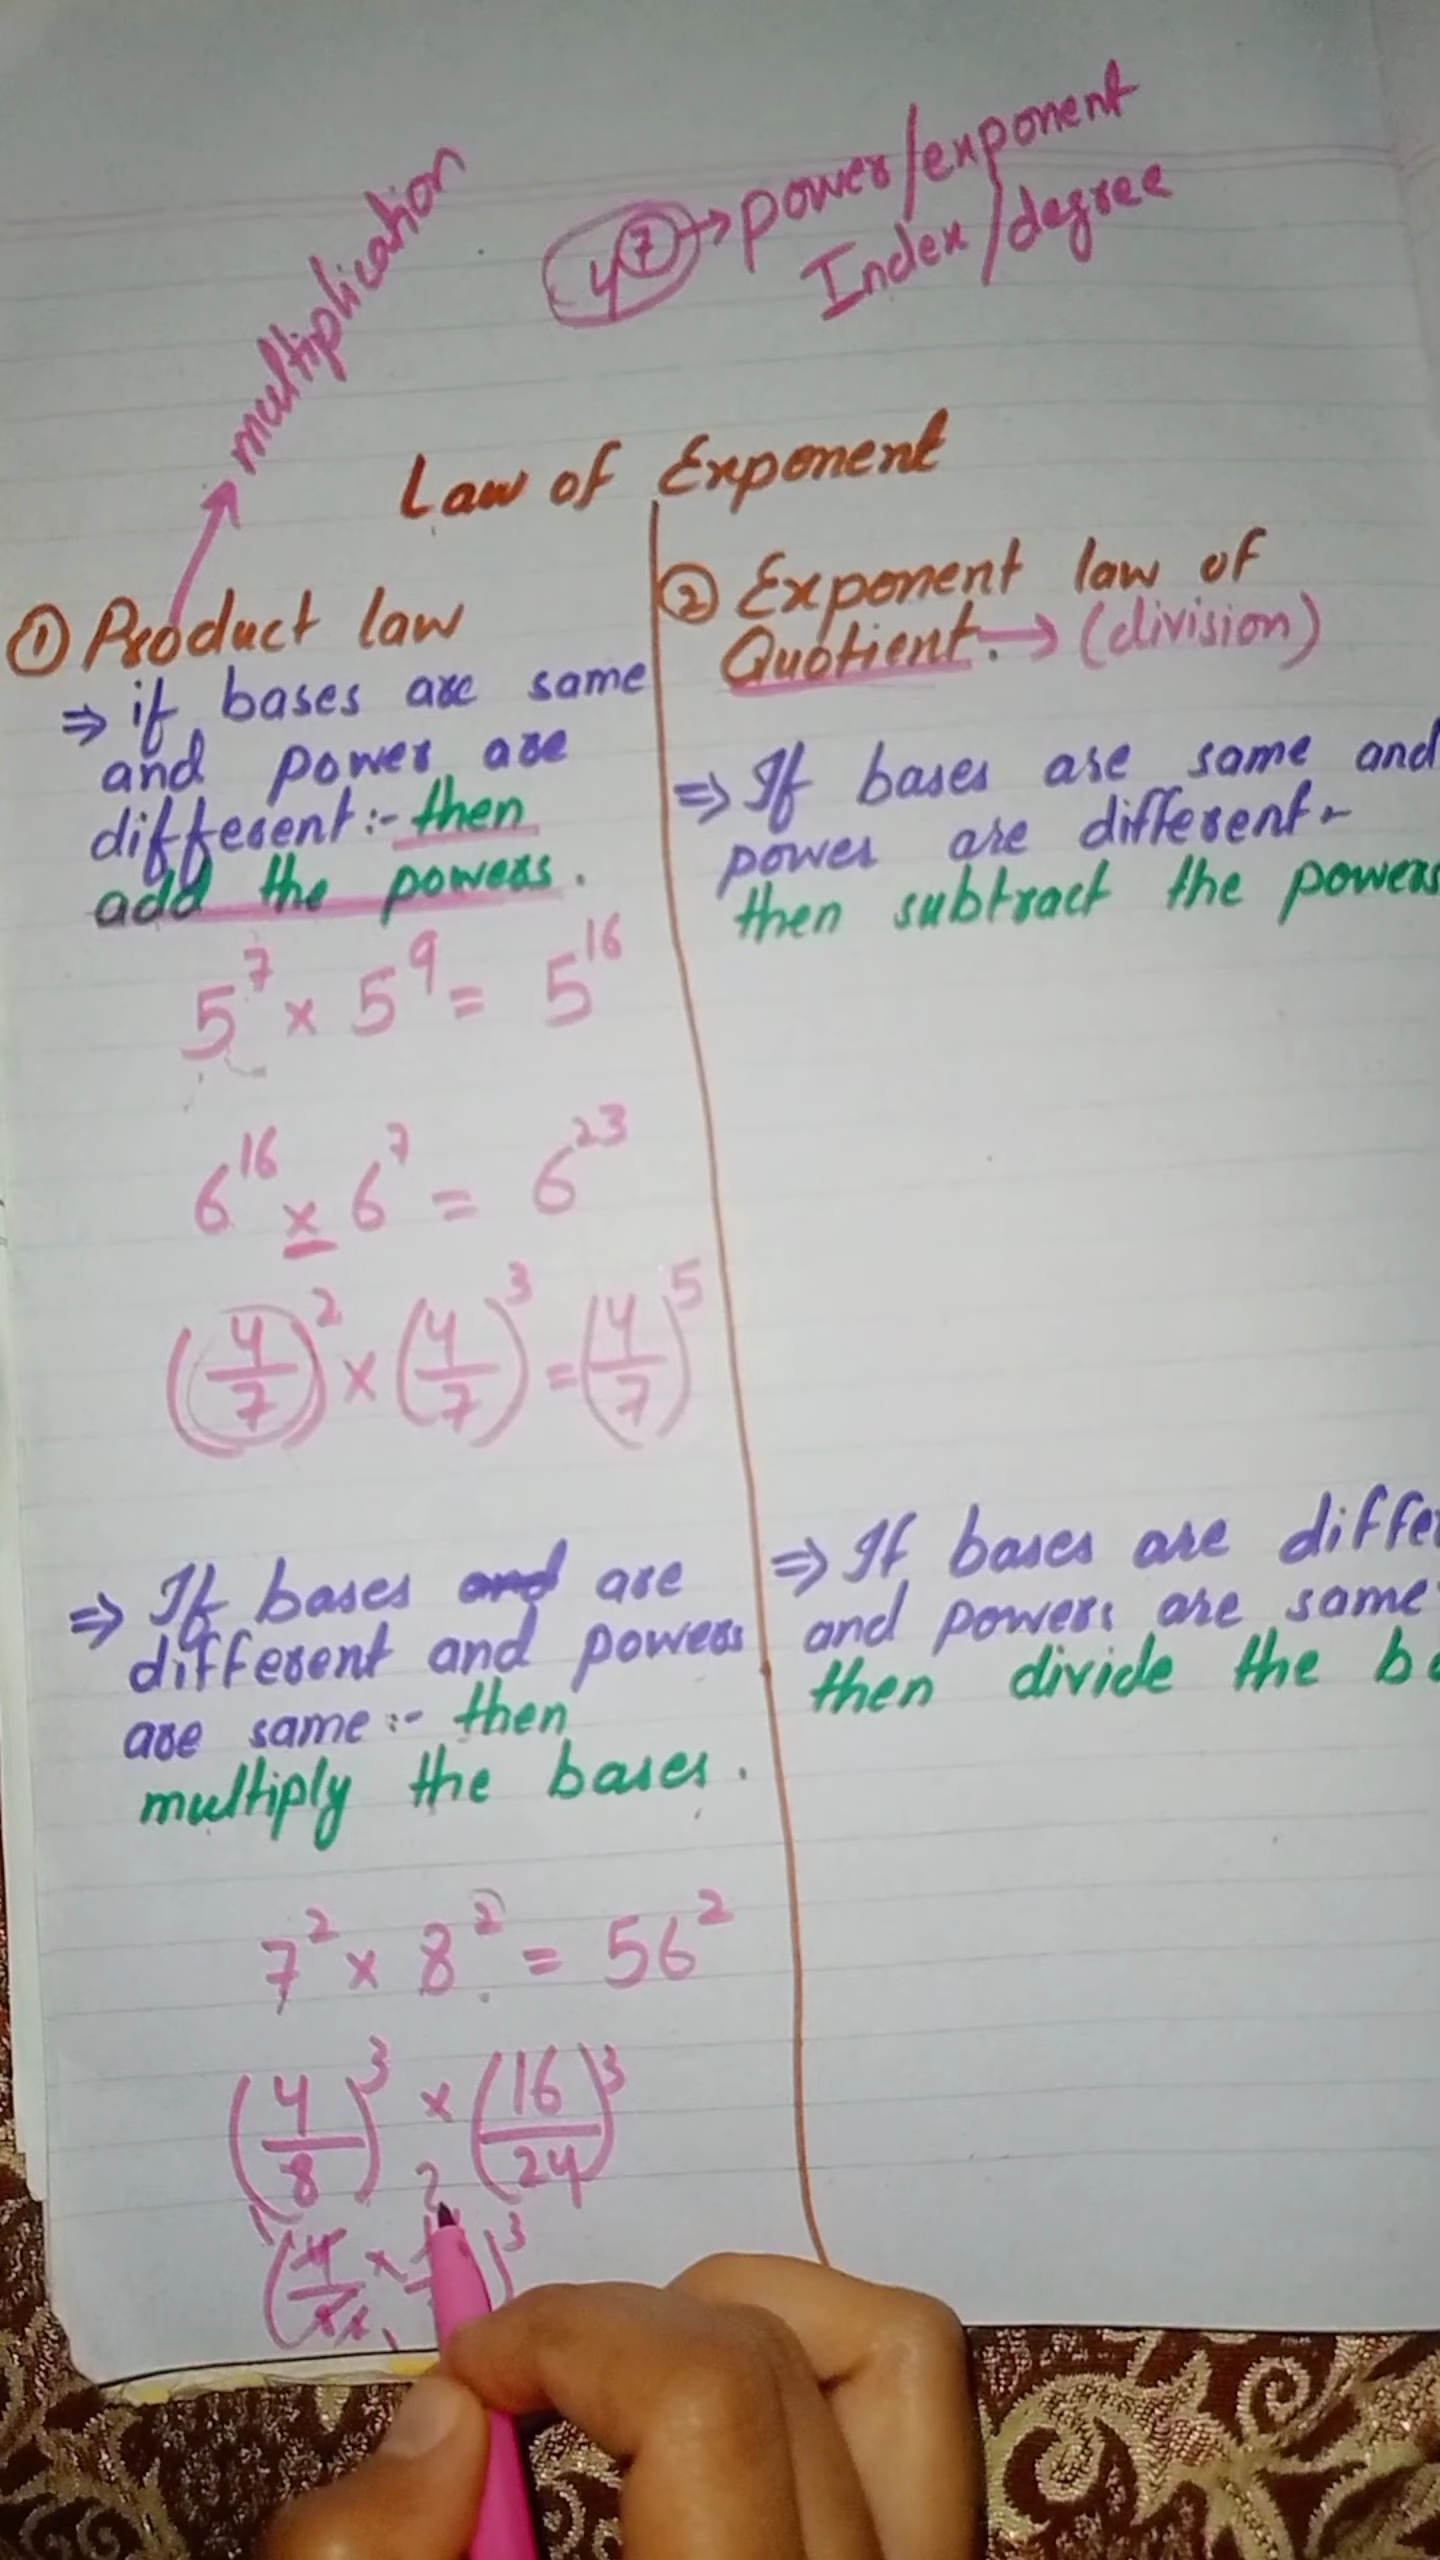 multiplication
4⁷ → power/exponent
Index/degree
Law of Exponent
① Product law
⇒ if bases are same
and power are
different:- then
add the powers.
5⁷ × 5⁹ = 5¹⁶
6¹⁶ × 6⁷ = 6²³
(4/7)² × (4/7)³ = (4/7)⁵
⇒ If bases are
different and powers
are same:- then
multiply the bases.
7² × 8² = 56²
(4/8)³ × (16/24)³
② Exponent law of
Quotient. → (division)
⇒ If bases are same and
power are different-
then subtract the powers
⇒ If bases are
and powers are same
then divide the